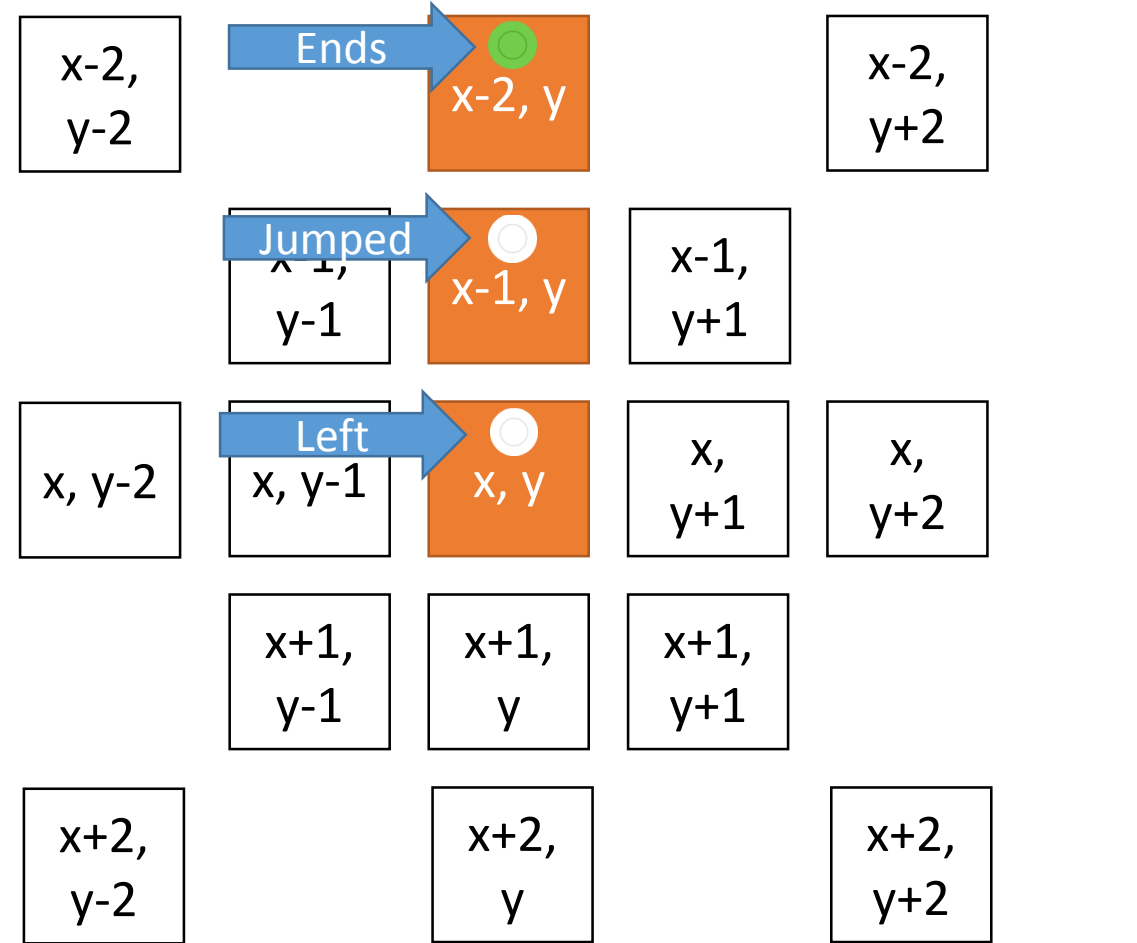 x-2,
y-2
Ends
x-2, y
x-2,
y+2
Jumped
x-1,
y-1
x-1, y
x-1,
y+1
x, y-2
Left
x, y-1
x, y
x,
y+1
x,
y+2
x+1,
y-1
x+1,
y
x+1,
y+1
x+2,
y-2
x+2,
y
x+2,
y+2